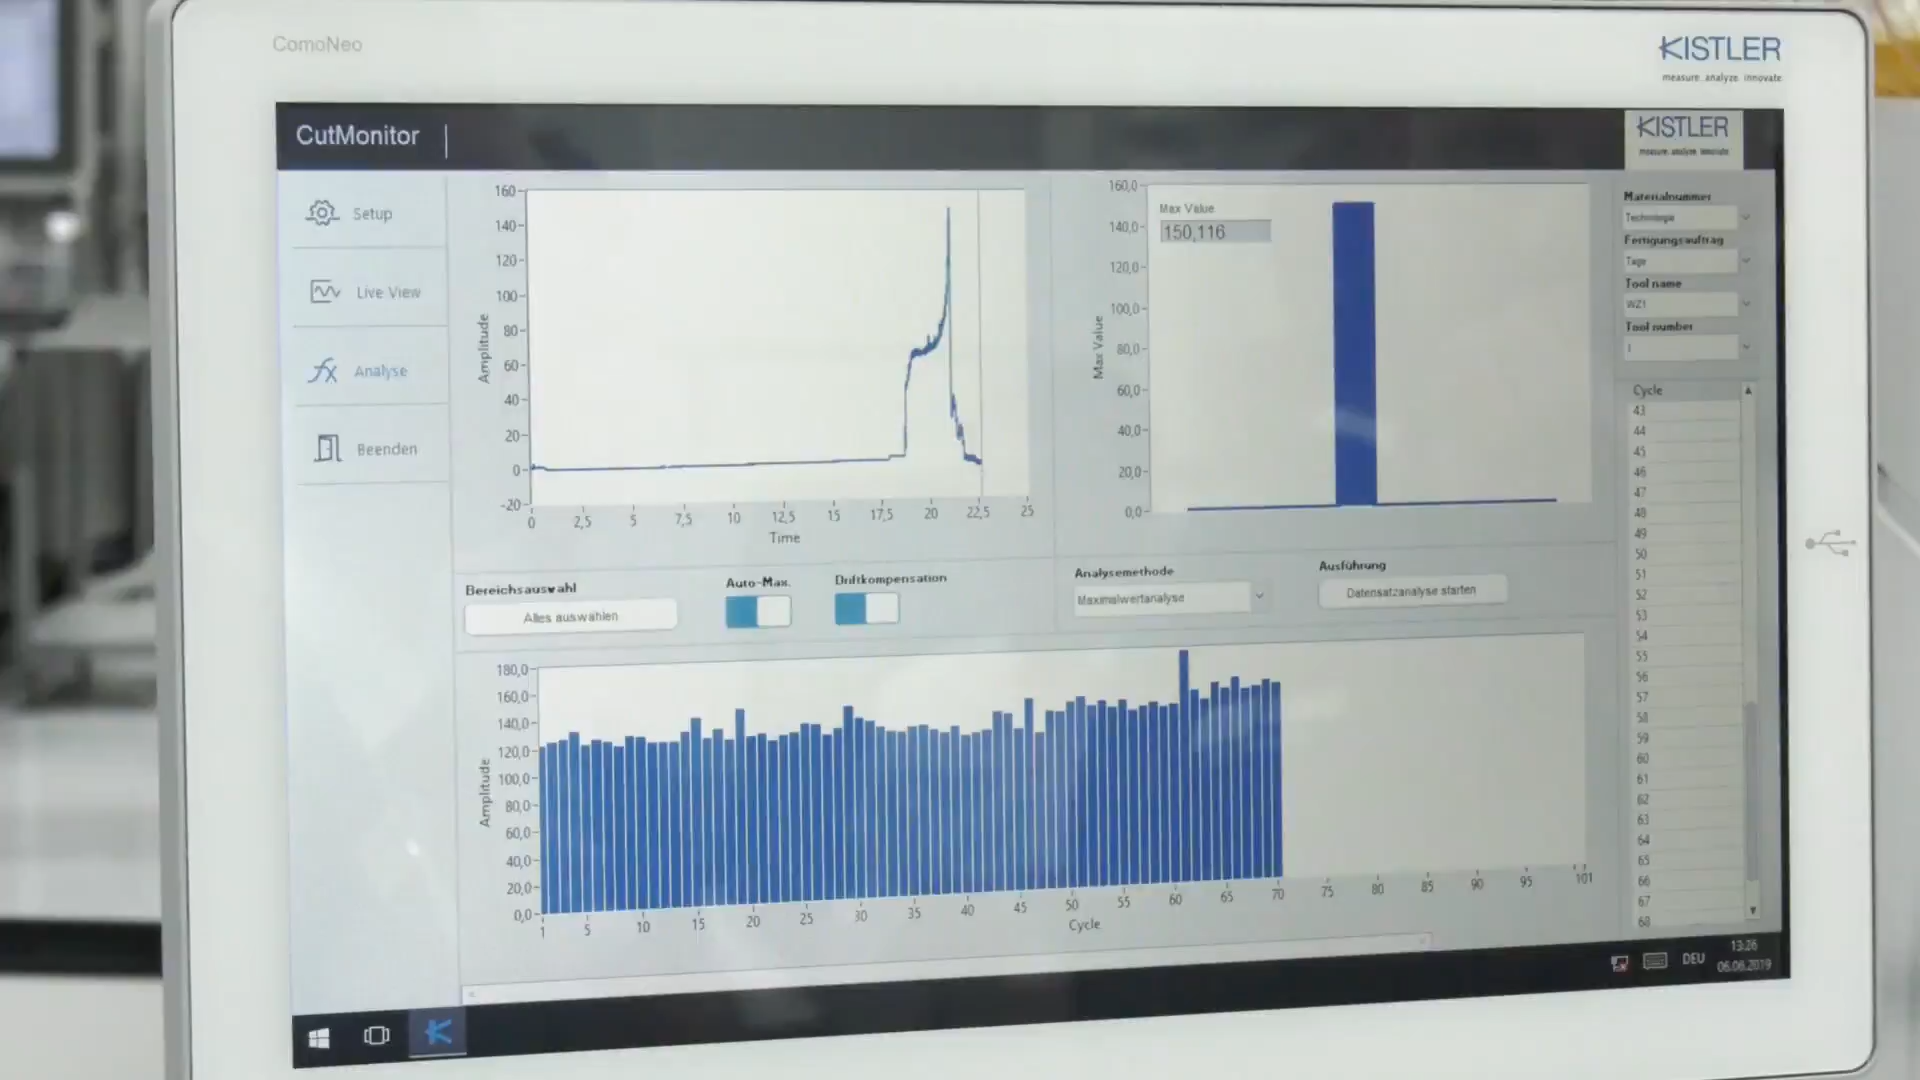 ComoNeo
KISTLER
measure. analyze. innovate.
CutMonitor
KISTLER
measure. analyze. innovate.
Setup
Live View
Analyse
Beenden
160
140
120
100
80
60
40
20
0
-20
Amplitude
0 2,5 5 7,5 10 12,5 15 17,5 20 22,5 25
Time
160,0
140,0
120,0
100,0
80,0
60,0
40,0
20,0
0,0
Max Value
Max Value
150,116
Materialnummer
Technologie
Fertigungsauftrag
Tage
Tool name
WZ1
Tool number
1
Cycle
43
44
45
46
47
48
49
50
51
52
53
54
55
56
57
58
59
60
61
62
63
64
65
66
67
68
Bereichsauswahl
Alles auswählen
Auto-Max.
Driftkompensation
Analysemethode
Maximalwertanalyse
Ausführung
Datensatzanalyse starten
180,0
160,0
140,0
120,0
100,0
80,0
60,0
40,0
20,0
0,0
Amplitude
1 5 10 15 20 25 30 35 40 45 50 55 60 65 70 75 80 85 90 95 101
Cycle
DEU
13:26
06.06.2019